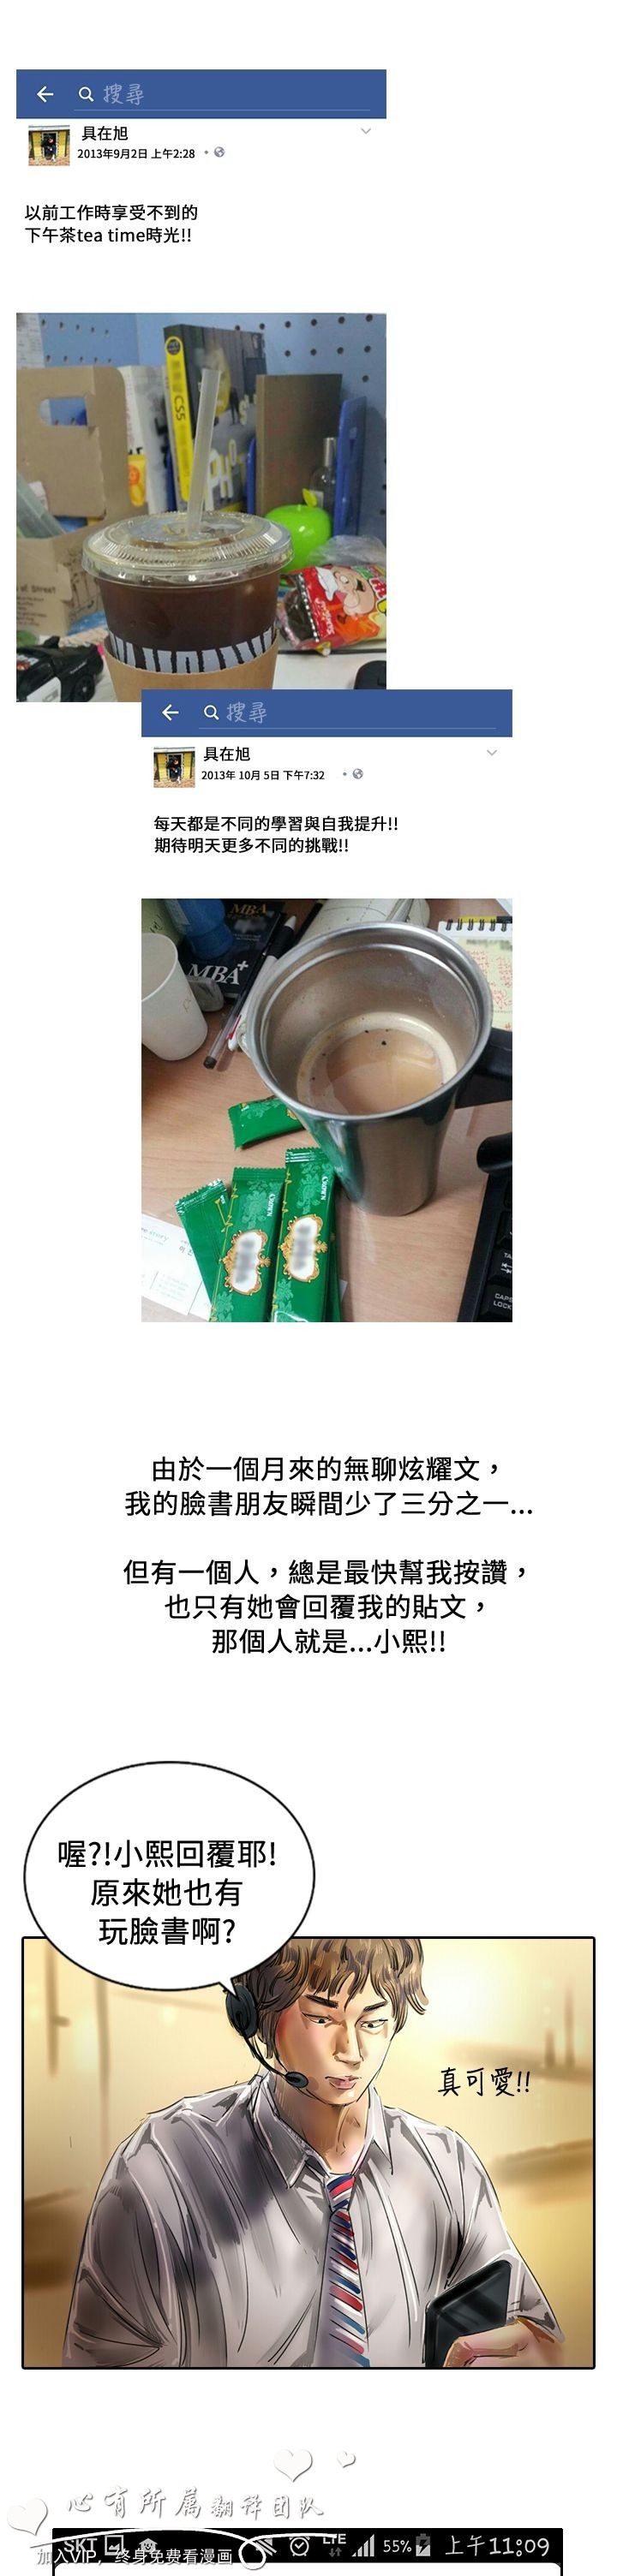 搜尋
具在旭
2013年9月2日 上午2:28
以前工作時享受不到的
下午茶tea time時光!!
CS5
of Street
搜尋
具在旭
2013年 10月 5日 下午7:32
每天都是不同的學習與自我提升!!
期待明天更多不同的挑戰!!
MBA
MBA+
CROWN
CROWN
TA
CAPS
LOCK
由於一個月來的無聊炫耀文，
我的臉書朋友瞬間少了三分之一...
但有一個人，總是最快幫我按讚，
也只有她會回覆我的貼文，
那個人就是...小熙!!
喔?!小熙回覆耶!
原來她也有
玩臉書啊?
真可愛!!
心有所属翻译团队
SKT LTE 55% 上午11:09
加入VIP，终身免费看漫画